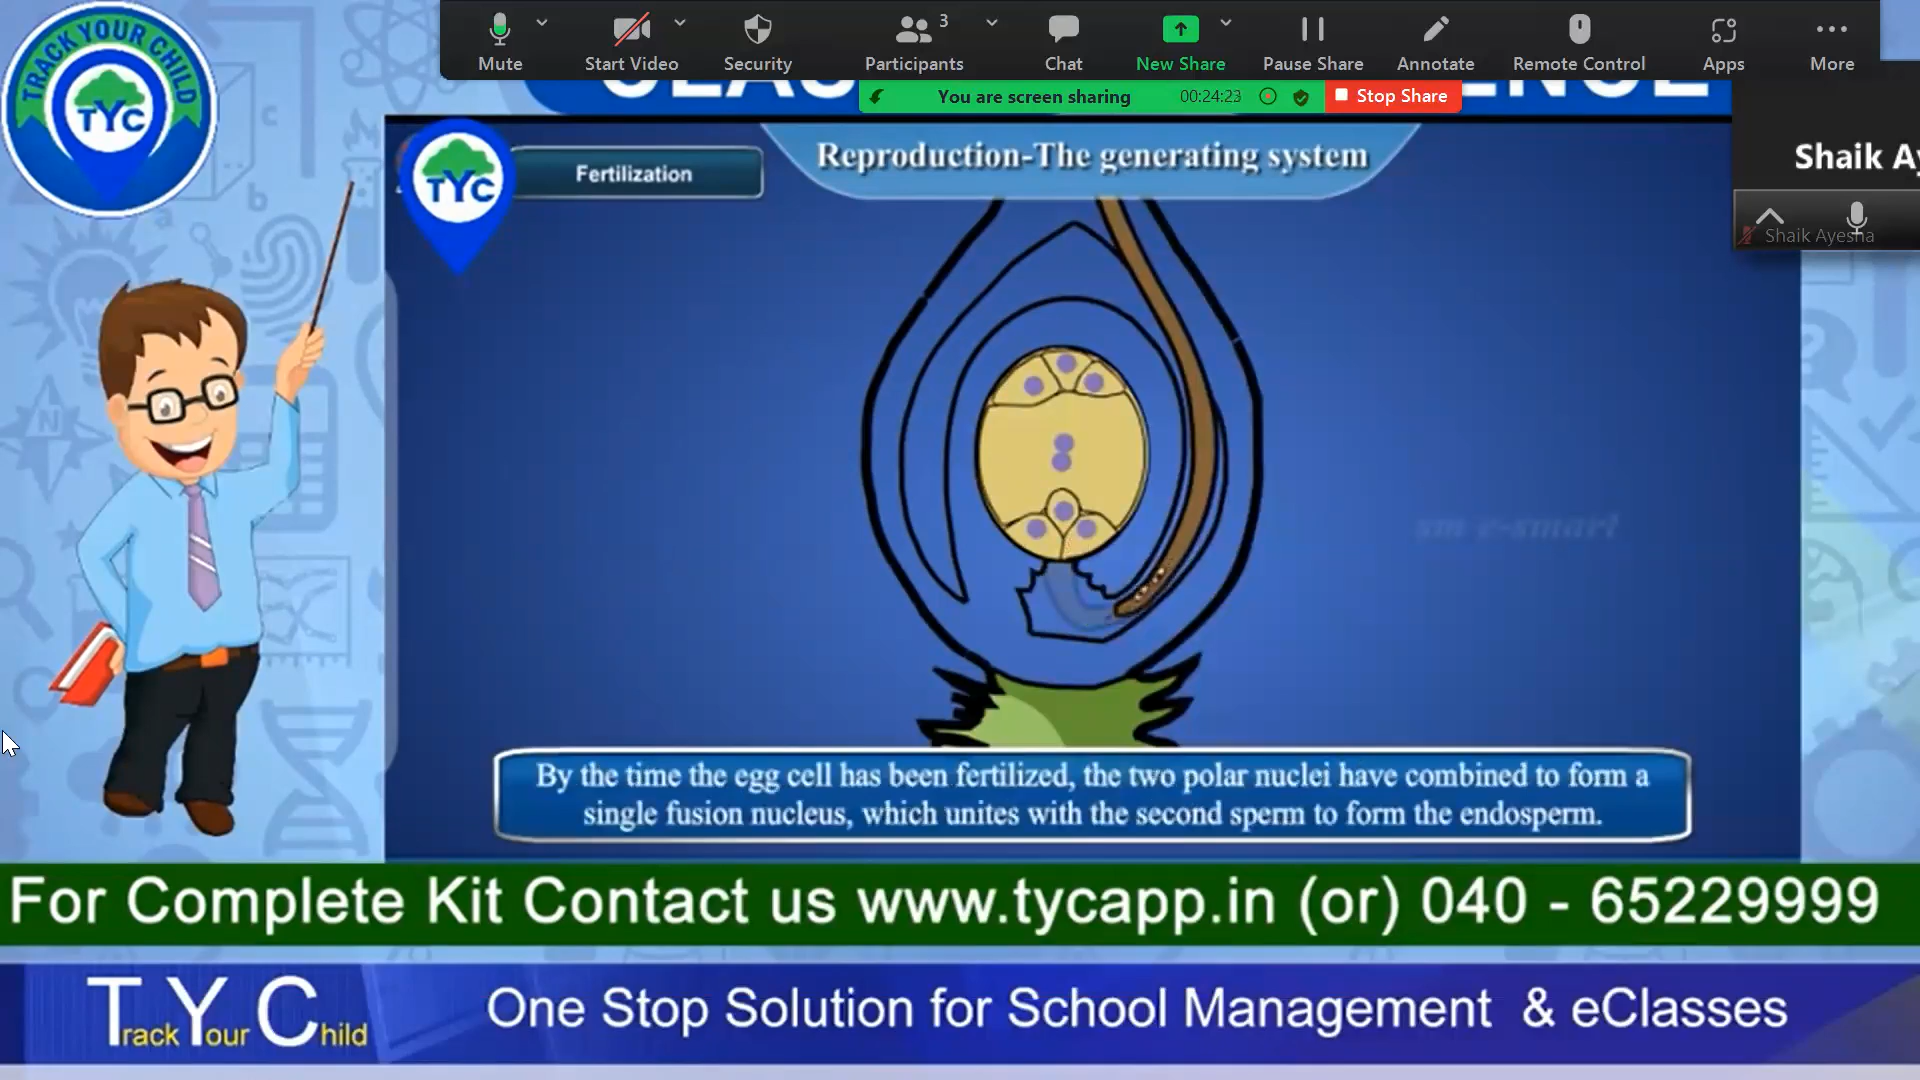 Mute
Start Video
Security
Participants
3
Chat
New Share
Pause Share
Annotate
Remote Control
Apps
More
You are screen sharing
00:24:23
Stop Share
TRACK YOUR CHILD
TYC
Shaik Ay
Shaik Ayesha
TYC
Fertilization
Reproduction-The generating system
sm e-smart
By the time the egg cell has been fertilized, the two polar nuclei have combined to form a
single fusion nucleus, which unites with the second sperm to form the endosperm.
For Complete Kit Contact us www.tycapp.in (or) 040 - 65229999
Track Your Child
One Stop Solution for School Management & eClasses